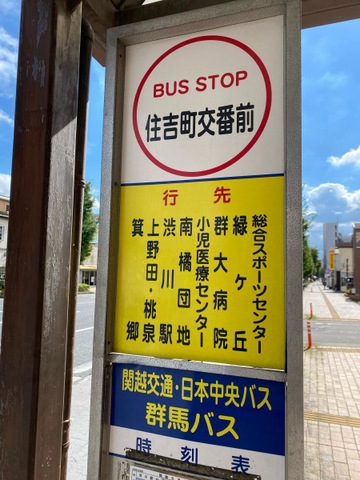 BUS STOP
住吉町交番前
行先
総合スポーツセンター
緑ヶ丘
群大病院
小児医療センター
南橘団地
渋川駅
上野田・桃泉
箕郷
関越交通・日本中央バス
群馬バス
時刻表